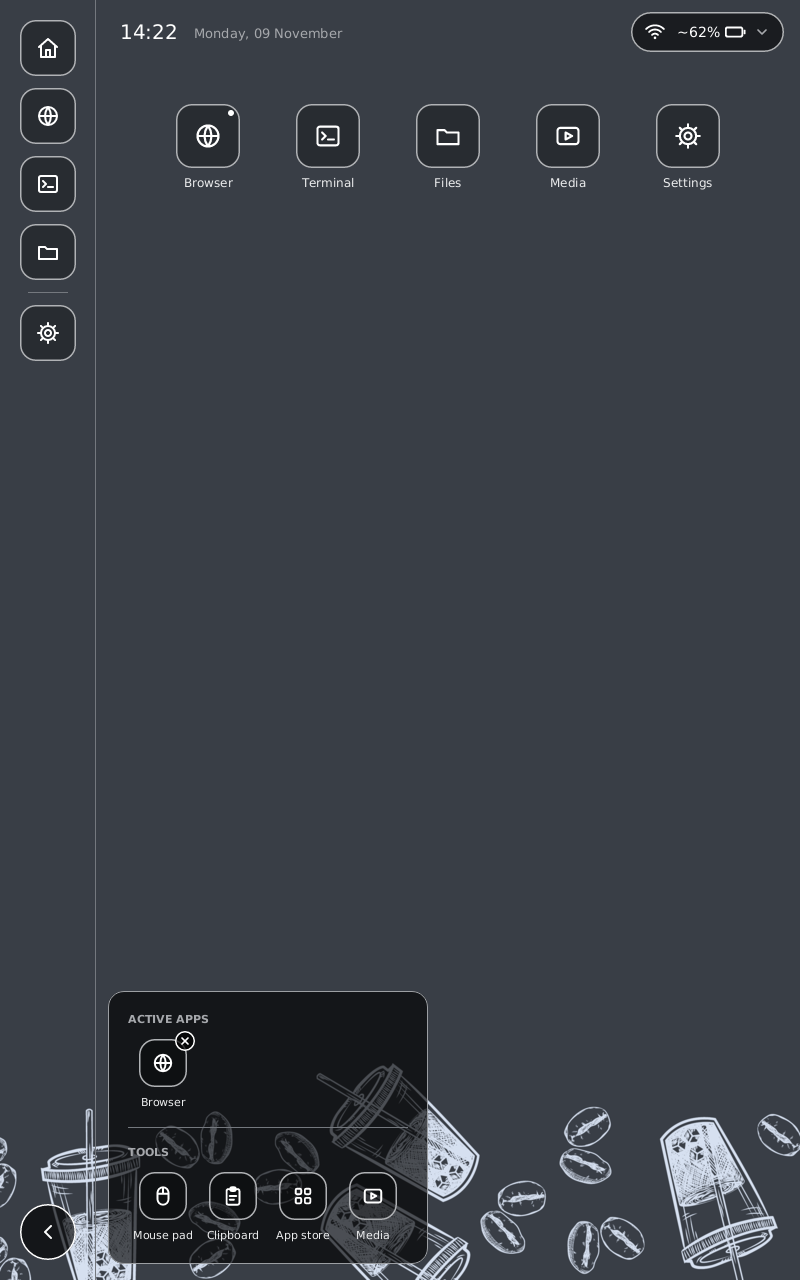 14:22 Monday, 09 November ~62%
Browser Terminal Files Media Settings
ACTIVE APPS
Browser
TOOLS
Mouse pad Clipboard App store Media